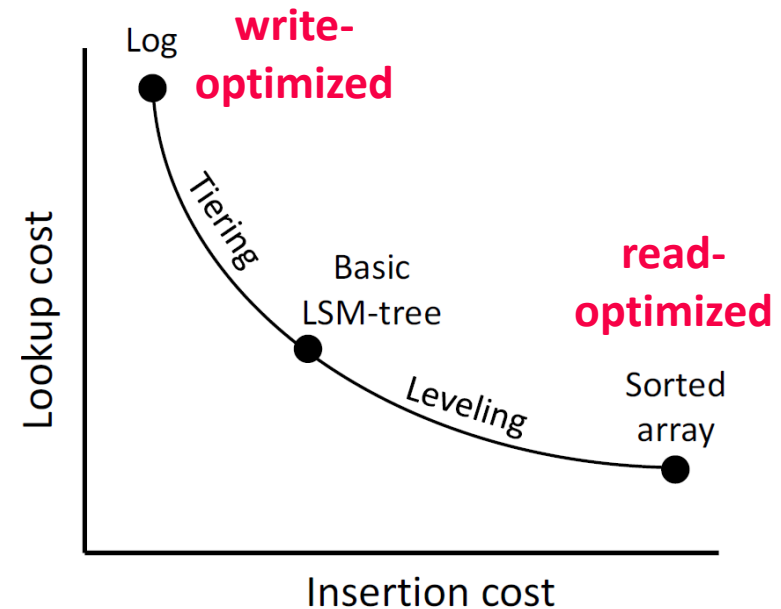 Log
write-
optimized
Tiering
Basic
LSM-tree
read-
optimized
Leveling
Sorted
array
Lookup cost
Insertion cost